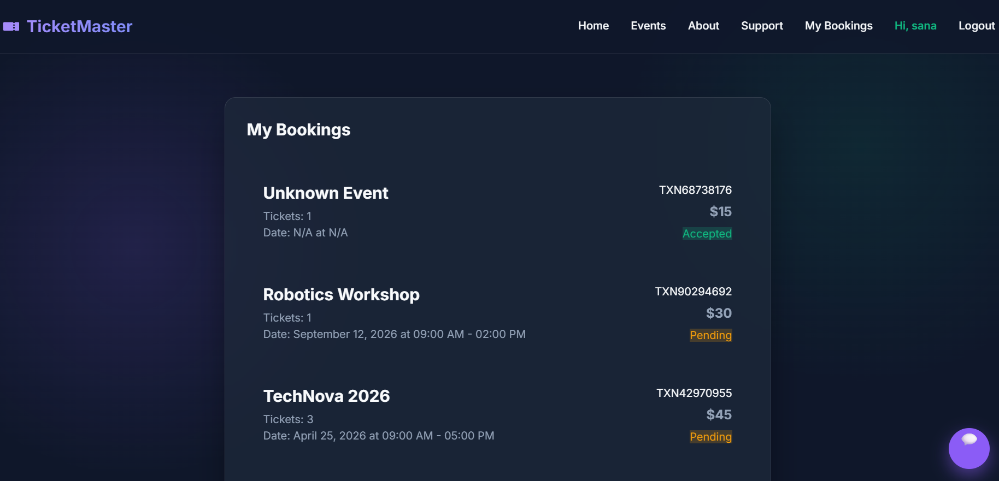 TicketMaster
Home Events About Support My Bookings Hi, sana Logout
My Bookings
Unknown Event
Tickets: 1
Date: N/A at N/A
TXN68738176
$15
Accepted
Robotics Workshop
Tickets: 1
Date: September 12, 2026 at 09:00 AM - 02:00 PM
TXN90294692
$30
Pending
TechNova 2026
Tickets: 3
Date: April 25, 2026 at 09:00 AM - 05:00 PM
TXN42970955
$45
Pending